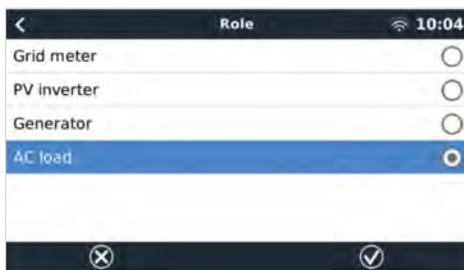 Role 10:04
Grid meter
PV inverter
Generator
AC load